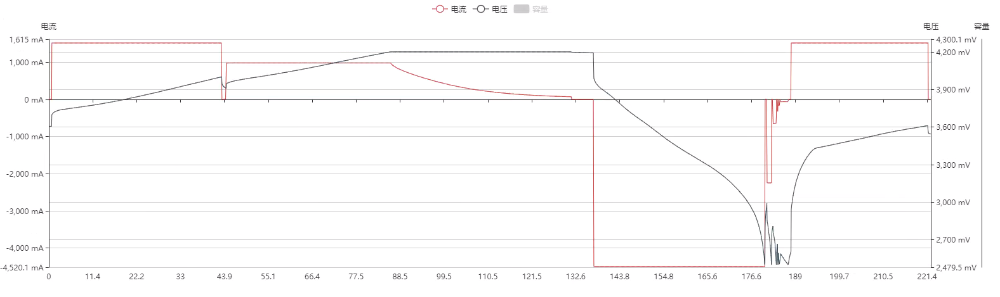 电流 电压 容量
电流 电压 容量
1,615 mA 4,300.1 mV
4,200 mV
1,000 mA
3,900 mV
0 mA
3,600 mV
-1,000 mA
3,300 mV
-2,000 mA
3,000 mV
-3,000 mA
2,700 mV
-4,000 mA
-4,520.1 mA 2,479.5 mV
0 11.4 22.2 33 43.9 55.1 66.4 77.5 88.5 99.5 110.5 121.5 132.6 143.8 154.8 165.6 176.6 189 199.7 210.5 221.4